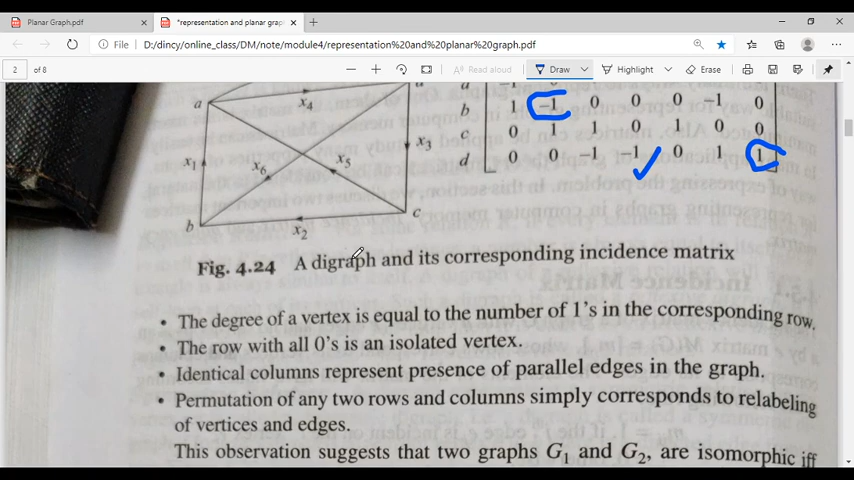 Planar Graph.pdf
*representation and planar graph
File
D:/dincy/online_class/DM/note/module4/representation%20and%20planar%20graph.pdf
2 of 8
Read aloud
Draw
Highlight
Erase
a x4
b 1 -1 0 0 0 -1 0
c 0 1 1 0 1 0 0
d 0 0 -1 -1 0 1 1
x1 x6 x5 x3
b x2 c
Fig. 4.24 A digraph and its corresponding incidence matrix
• The degree of a vertex is equal to the number of 1's in the corresponding row.
• The row with all 0's is an isolated vertex.
• Identical columns represent presence of parallel edges in the graph.
• Permutation of any two rows and columns simply corresponds to relabeling
of vertices and edges.
This observation suggests that two graphs G1 and G2, are isomorphic iff